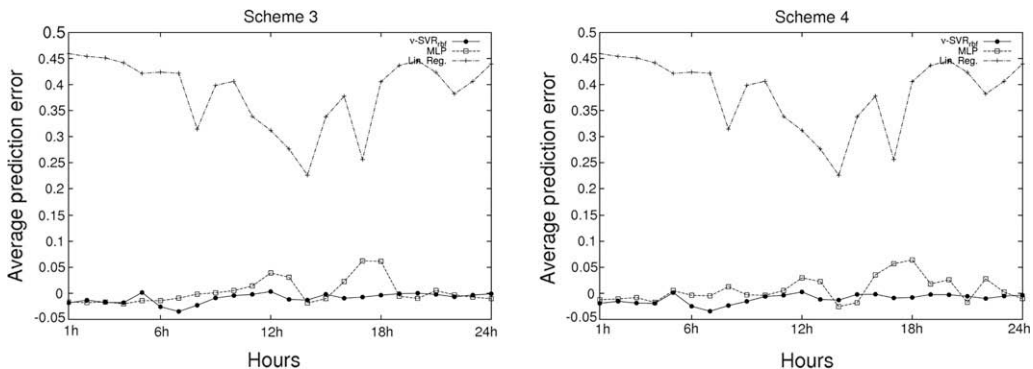 Scheme 3
v-SVRrbf
MLP
Lin. Reg.
Average prediction error
0.5
0.45
0.4
0.35
0.3
0.25
0.2
0.15
0.1
0.05
0
-0.05
1h
6h
12h
18h
24h
Hours
Scheme 4
v-SVRrbf
MLP
Lin. Reg.
Average prediction error
0.5
0.45
0.4
0.35
0.3
0.25
0.2
0.15
0.1
0.05
0
-0.05
1h
6h
12h
18h
24h
Hours